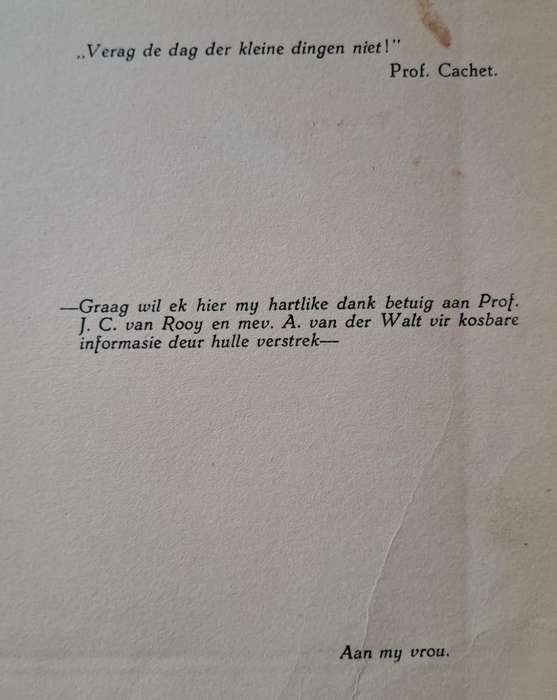 „Verag de dag der kleine dingen niet!”
Prof. Cachet.
—Graag wil ek hier my hartlike dank betuig aan Prof.
J. C. van Rooy en mev. A. van der Walt vir kosbare
informasie deur hulle verstrek—
Aan my vrou.